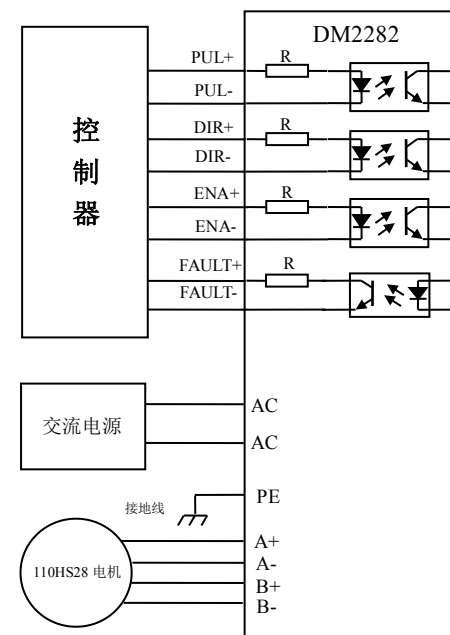 DM2282
PUL+ R
PUL-
DIR+ R
DIR-
ENA+ R
ENA-
FAULT+ R
FAULT-
控制器
交流电源
AC
AC
接地线
PE
110HS28 电机
A+
A-
B+
B-